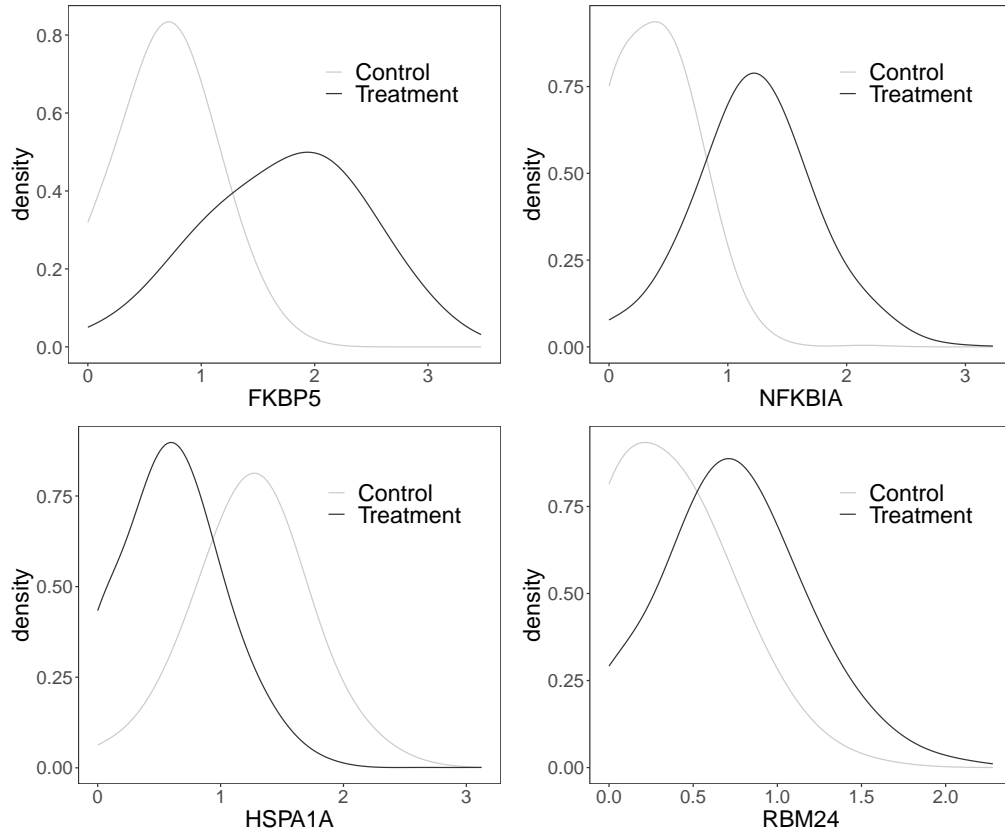 0.8
0.6
0.4
0.2
0.0
density
Control
Treatment
0 1 2 3
FKBP5
0.75
0.50
0.25
0.00
density
Control
Treatment
0 1 2 3
NFKBIA
0.75
0.50
0.25
0.00
density
Control
Treatment
0 1 2 3
HSPA1A
0.75
0.50
0.25
0.00
density
Control
Treatment
0.0 0.5 1.0 1.5 2.0
RBM24